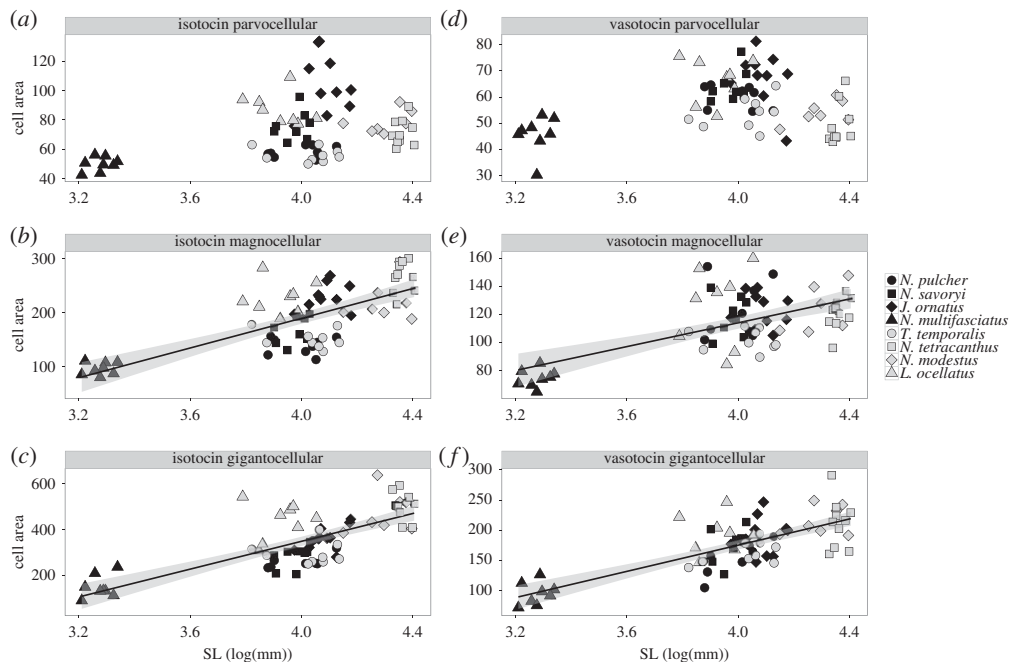 (a)
isotocin parvocellular
120
100
80
60
40
cell area
3.2
3.6
4.0
4.4
(d)
vasotocin parvocellular
80
70
60
50
40
30
3.2
3.6
4.0
4.4
(b)
isotocin magnocellular
300
200
100
cell area
3.2
3.6
4.0
4.4
(e)
vasotocin magnocellular
160
140
120
100
80
3.2
3.6
4.0
4.4
N. pulcher
N. savoryi
J. ornatus
N. multifasciatus
T. temporalis
N. tetracanthus
N. modestus
L. ocellatus
(c)
isotocin gigantocellular
600
400
200
cell area
3.2
3.6
4.0
4.4
SL (log(mm))
(f)
vasotocin gigantocellular
300
250
200
150
100
3.2
3.6
4.0
4.4
SL (log(mm))